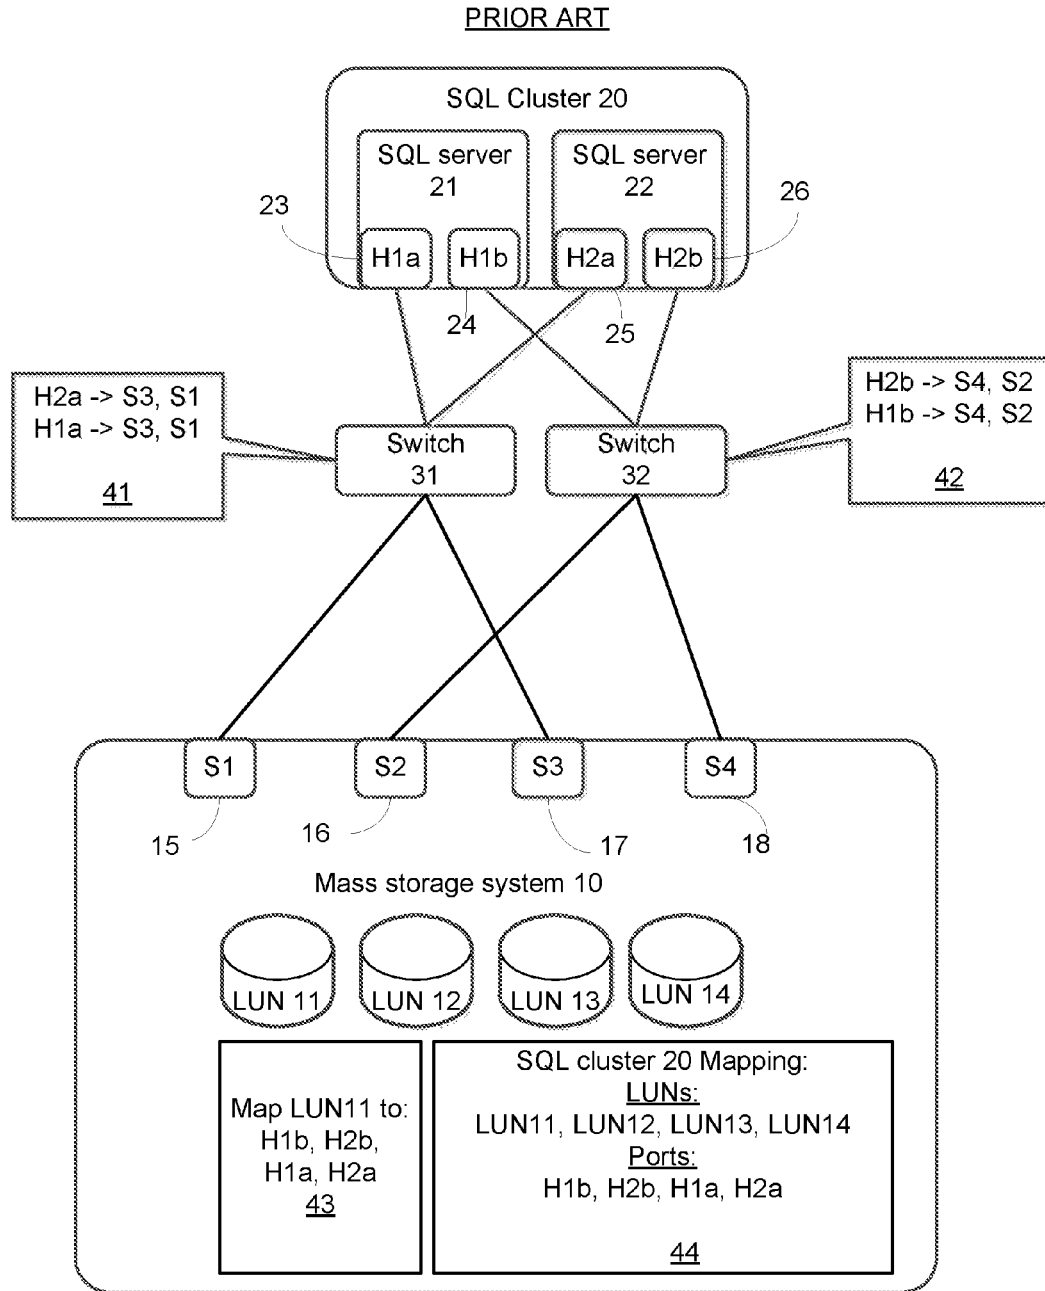 PRIOR ART
SQL Cluster 20
SQL server
21
SQL server
22
23
26
H1a
H1b
H2a
H2b
24
25
H2a -> S3, S1
H1a -> S3, S1
41
H2b -> S4, S2
H1b -> S4, S2
42
Switch
31
Switch
32
S1
S2
S3
S4
15
16
17
18
Mass storage system 10
LUN 11
LUN 12
LUN 13
LUN 14
Map LUN11 to:
H1b, H2b,
H1a, H2a
43
SQL cluster 20 Mapping:
LUNs:
LUN11, LUN12, LUN13, LUN14
Ports:
H1b, H2b, H1a, H2a
44